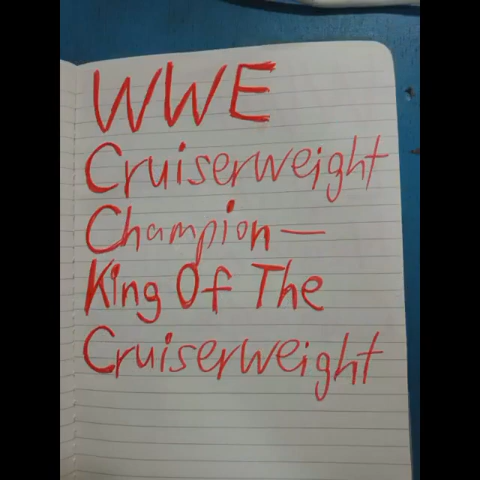 WWE
Cruiserweight
Champion—
King Of The
Cruiserweight